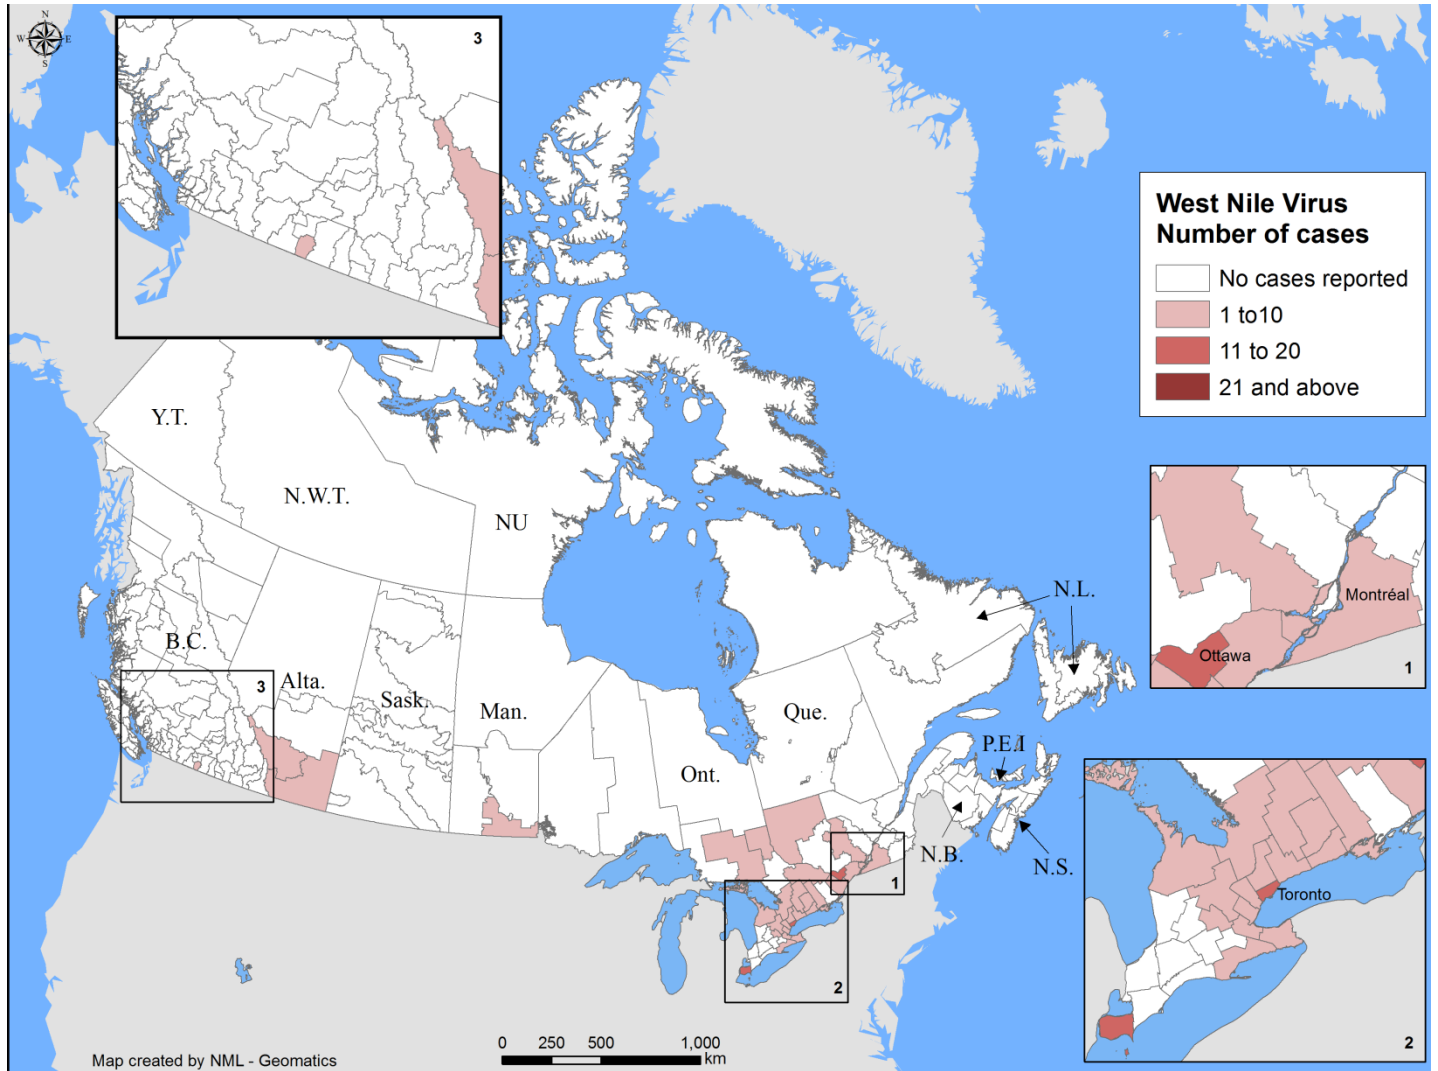 N
W E
S
3
West Nile Virus
Number of cases
No cases reported
1 to10
11 to 20
21 and above
Y.T.
N.W.T.
NU
B.C.
Alta.
Sask.
Man.
Ont.
Que.
N.L.
P.E.I
N.B.
N.S.
3
1
2
Montréal
Ottawa
1
Toronto
2
0 250 500 1,000
km
Map created by NML - Geomatics